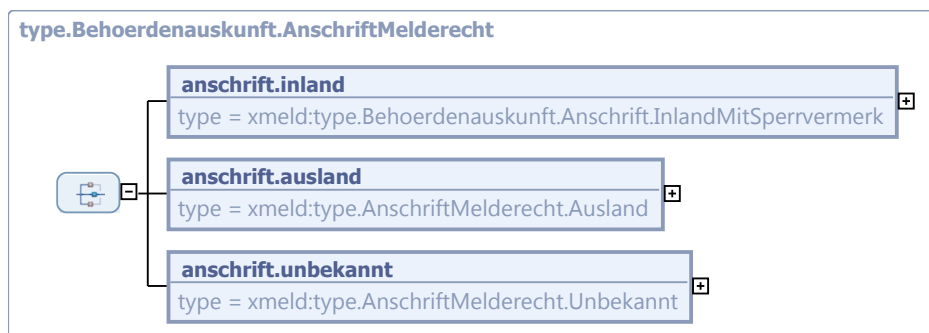 type.Behoerdenauskunft.AnschriftMelderecht
anschrift.inland
type = xmeld:type.Behoerdenauskunft.Anschrift.InlandMitSperrvermerk
anschrift.ausland
type = xmeld:type.AnschriftMelderecht.Ausland
anschrift.unbekannt
type = xmeld:type.AnschriftMelderecht.Unbekannt